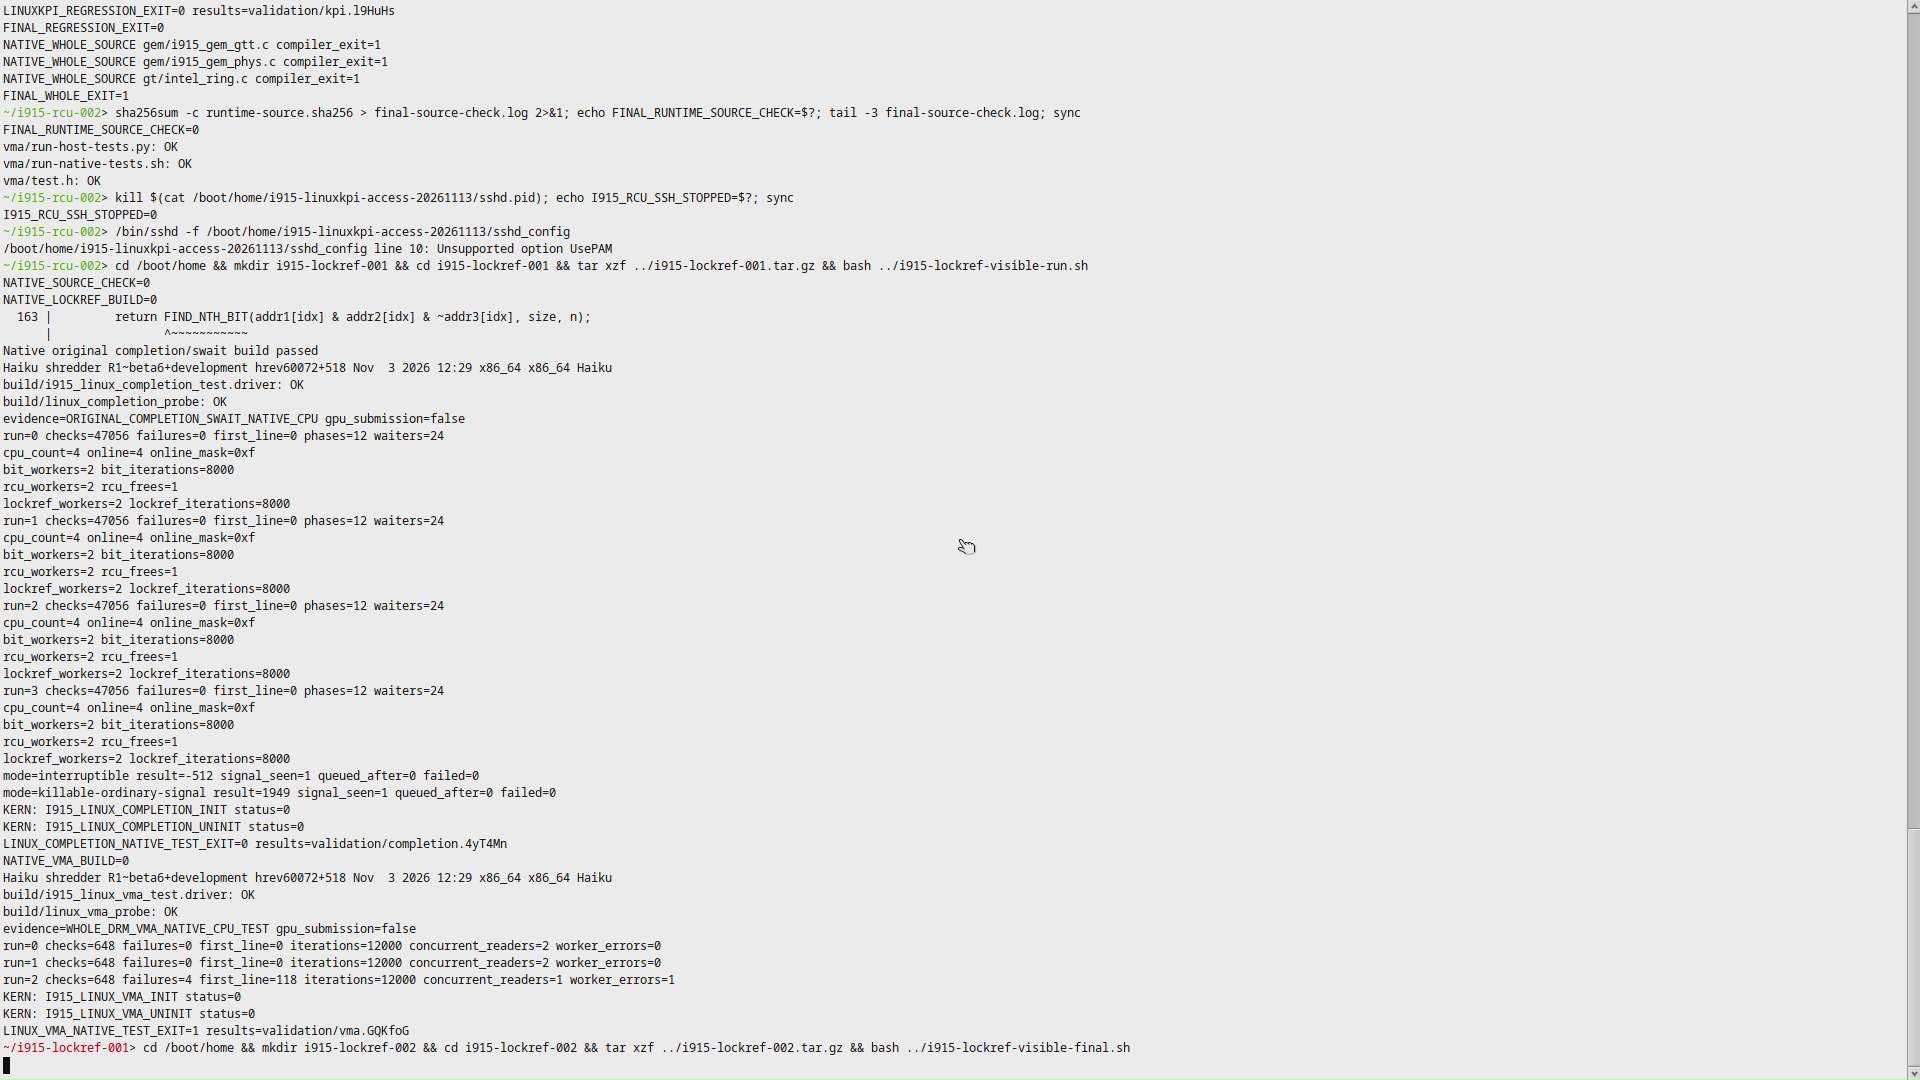 LINUXKPI_REGRESSION_EXIT=0 results=validation/kpi.l9HuHs
FINAL_REGRESSION_EXIT=0
NATIVE_WHOLE_SOURCE gem/i915_gem_gtt.c compiler_exit=1
NATIVE_WHOLE_SOURCE gem/i915_gem_phys.c compiler_exit=1
NATIVE_WHOLE_SOURCE gt/intel_ring.c compiler_exit=1
FINAL_WHOLE_EXIT=1
~/i915-rcu-002> sha256sum -c runtime-source.sha256 > final-source-check.log 2>&1; echo FINAL_RUNTIME_SOURCE_CHECK=$?; tail -3 final-source-check.log; sync
FINAL_RUNTIME_SOURCE_CHECK=0
vma/run-host-tests.py: OK
vma/run-native-tests.sh: OK
vma/test.h: OK
~/i915-rcu-002> kill $(cat /boot/home/i915-linuxkpi-access-20261113/sshd.pid); echo I915_RCU_SSH_STOPPED=$?; sync
I915_RCU_SSH_STOPPED=0
~/i915-rcu-002> /bin/sshd -f /boot/home/i915-linuxkpi-access-20261113/sshd_config
/boot/home/i915-linuxkpi-access-20261113/sshd_config line 10: Unsupported option UsePAM
~/i915-rcu-002> cd /boot/home && mkdir i915-lockref-001 && cd i915-lockref-001 && tar xzf ../i915-lockref-001.tar.gz && bash ../i915-lockref-visible-run.sh
NATIVE_SOURCE_CHECK=0
NATIVE_LOCKREF_BUILD=0
  163 |         return FIND_NTH_BIT(addr1[idx] & addr2[idx] & ~addr3[idx], size, n);
      |                ^~~~~~~~~~~~
Native original completion/swait build passed
Haiku shredder R1~beta6+development hrev60072+518 Nov  3 2026 12:29 x86_64 x86_64 Haiku
build/i915_linux_completion_test.driver: OK
build/linux_completion_probe: OK
evidence=ORIGINAL_COMPLETION_SWAIT_NATIVE_CPU gpu_submission=false
run=0 checks=47056 failures=0 first_line=0 phases=12 waiters=24
cpu_count=4 online=4 online_mask=0xf
bit_workers=2 bit_iterations=8000
rcu_workers=2 rcu_frees=1
lockref_workers=2 lockref_iterations=8000
run=1 checks=47056 failures=0 first_line=0 phases=12 waiters=24
cpu_count=4 online=4 online_mask=0xf
bit_workers=2 bit_iterations=8000
rcu_workers=2 rcu_frees=1
lockref_workers=2 lockref_iterations=8000
run=2 checks=47056 failures=0 first_line=0 phases=12 waiters=24
cpu_count=4 online=4 online_mask=0xf
bit_workers=2 bit_iterations=8000
rcu_workers=2 rcu_frees=1
lockref_workers=2 lockref_iterations=8000
run=3 checks=47056 failures=0 first_line=0 phases=12 waiters=24
cpu_count=4 online=4 online_mask=0xf
bit_workers=2 bit_iterations=8000
rcu_workers=2 rcu_frees=1
lockref_workers=2 lockref_iterations=8000
mode=interruptible result=-512 signal_seen=1 queued_after=0 failed=0
mode=killable-ordinary-signal result=1949 signal_seen=1 queued_after=0 failed=0
KERN: I915_LINUX_COMPLETION_INIT status=0
KERN: I915_LINUX_COMPLETION_UNINIT status=0
LINUX_COMPLETION_NATIVE_TEST_EXIT=0 results=validation/completion.4yT4Mn
NATIVE_VMA_BUILD=0
Haiku shredder R1~beta6+development hrev60072+518 Nov  3 2026 12:29 x86_64 x86_64 Haiku
build/i915_linux_vma_test.driver: OK
build/linux_vma_probe: OK
evidence=WHOLE_DRM_VMA_NATIVE_CPU_TEST gpu_submission=false
run=0 checks=648 failures=0 first_line=0 iterations=12000 concurrent_readers=2 worker_errors=0
run=1 checks=648 failures=0 first_line=0 iterations=12000 concurrent_readers=2 worker_errors=0
run=2 checks=648 failures=4 first_line=118 iterations=12000 concurrent_readers=1 worker_errors=1
KERN: I915_LINUX_VMA_INIT status=0
KERN: I915_LINUX_VMA_UNINIT status=0
LINUX_VMA_NATIVE_TEST_EXIT=1 results=validation/vma.GQKfoG
~/i915-lockref-001> cd /boot/home && mkdir i915-lockref-002 && cd i915-lockref-002 && tar xzf ../i915-lockref-002.tar.gz && bash ../i915-lockref-visible-final.sh